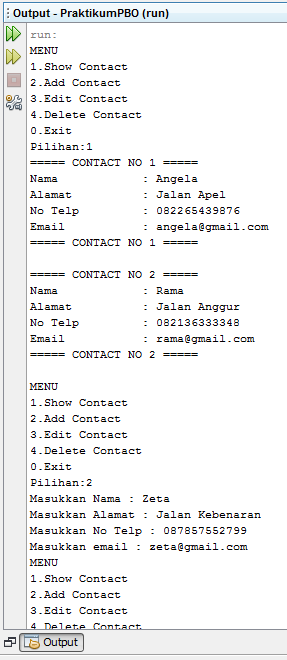 Output - PraktikumPBO (run)
run:
MENU
1.Show Contact
2.Add Contact
3.Edit Contact
4.Delete Contact
0.Exit
Pilihan:1
===== CONTACT NO 1 =====
Nama : Angela
Alamat : Jalan Apel
No Telp : 082265439876
Email : angela@gmail.com
===== CONTACT NO 1 =====
===== CONTACT NO 2 =====
Nama : Rama
Alamat : Jalan Anggur
No Telp : 082136333348
Email : rama@gmail.com
===== CONTACT NO 2 =====
MENU
1.Show Contact
2.Add Contact
3.Edit Contact
4.Delete Contact
0.Exit
Pilihan:2
Masukkan Nama : Zeta
Masukkan Alamat : Jalan Kebenaran
Masukkan No Telp : 087857552799
Masukkan email : zeta@gmail.com
MENU
1.Show Contact
2.Add Contact
3.Edit Contact
4.Delete Contact
Output